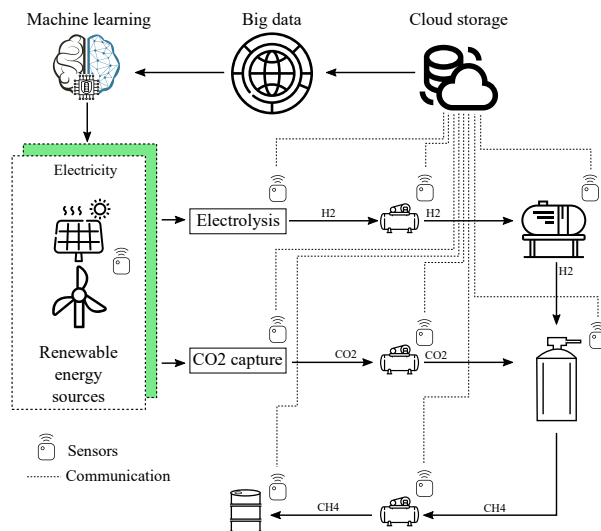 Machine learning
Big data
Cloud storage
Electricity
Electrolysis
H2
H2
H2
Renewable
energy
sources
CO2 capture
CO2
CO2
Sensors
Communication
CH4
CH4